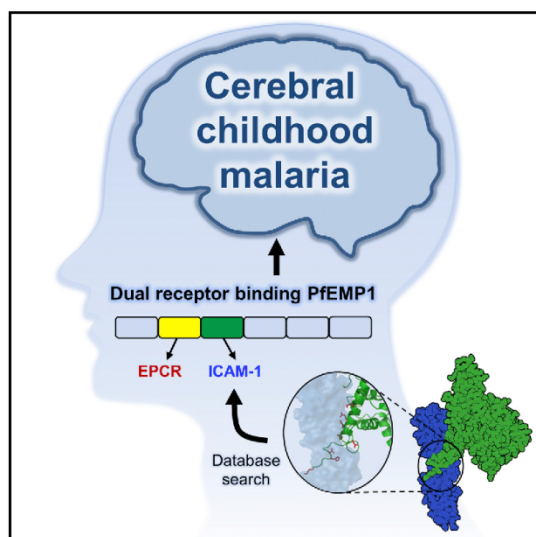 Cerebral
childhood
malaria
Dual receptor binding PfEMP1
EPCR ICAM-1
Database
search